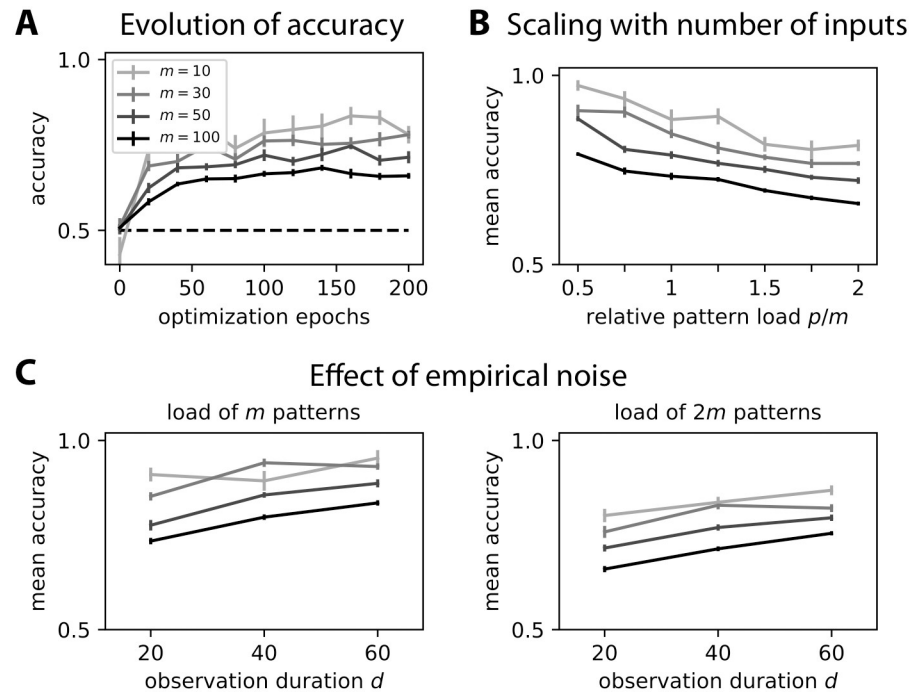 A Evolution of accuracy
1.0
0.5
accuracy
m = 10
m = 30
m = 50
m = 100
0 50 100 150 200
optimization epochs
B Scaling with number of inputs
1.0
0.5
mean accuracy
0.5 1 1.5 2
relative pattern load p/m
C Effect of empirical noise
load of m patterns
1.0
0.5
mean accuracy
20 40 60
observation duration d
load of 2m patterns
1.0
0.5
mean accuracy
20 40 60
observation duration d